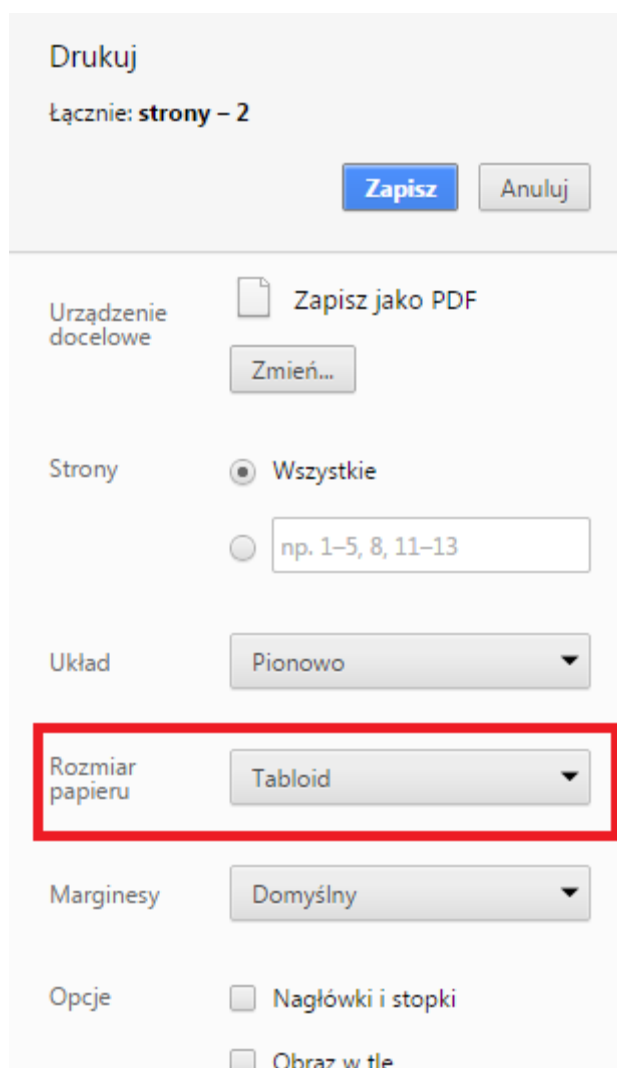 Drukuj
Łącznie: strony – 2
Zapisz
Anuluj
Urządzenie
docelowe
Zapisz jako PDF
Zmień...
Strony
Wszystkie
np. 1–5, 8, 11–13
Układ
Pionowo
Rozmiar
papieru
Tabloid
Marginesy
Domyślny
Opcje
Nagłówki i stopki
Obraz w tle